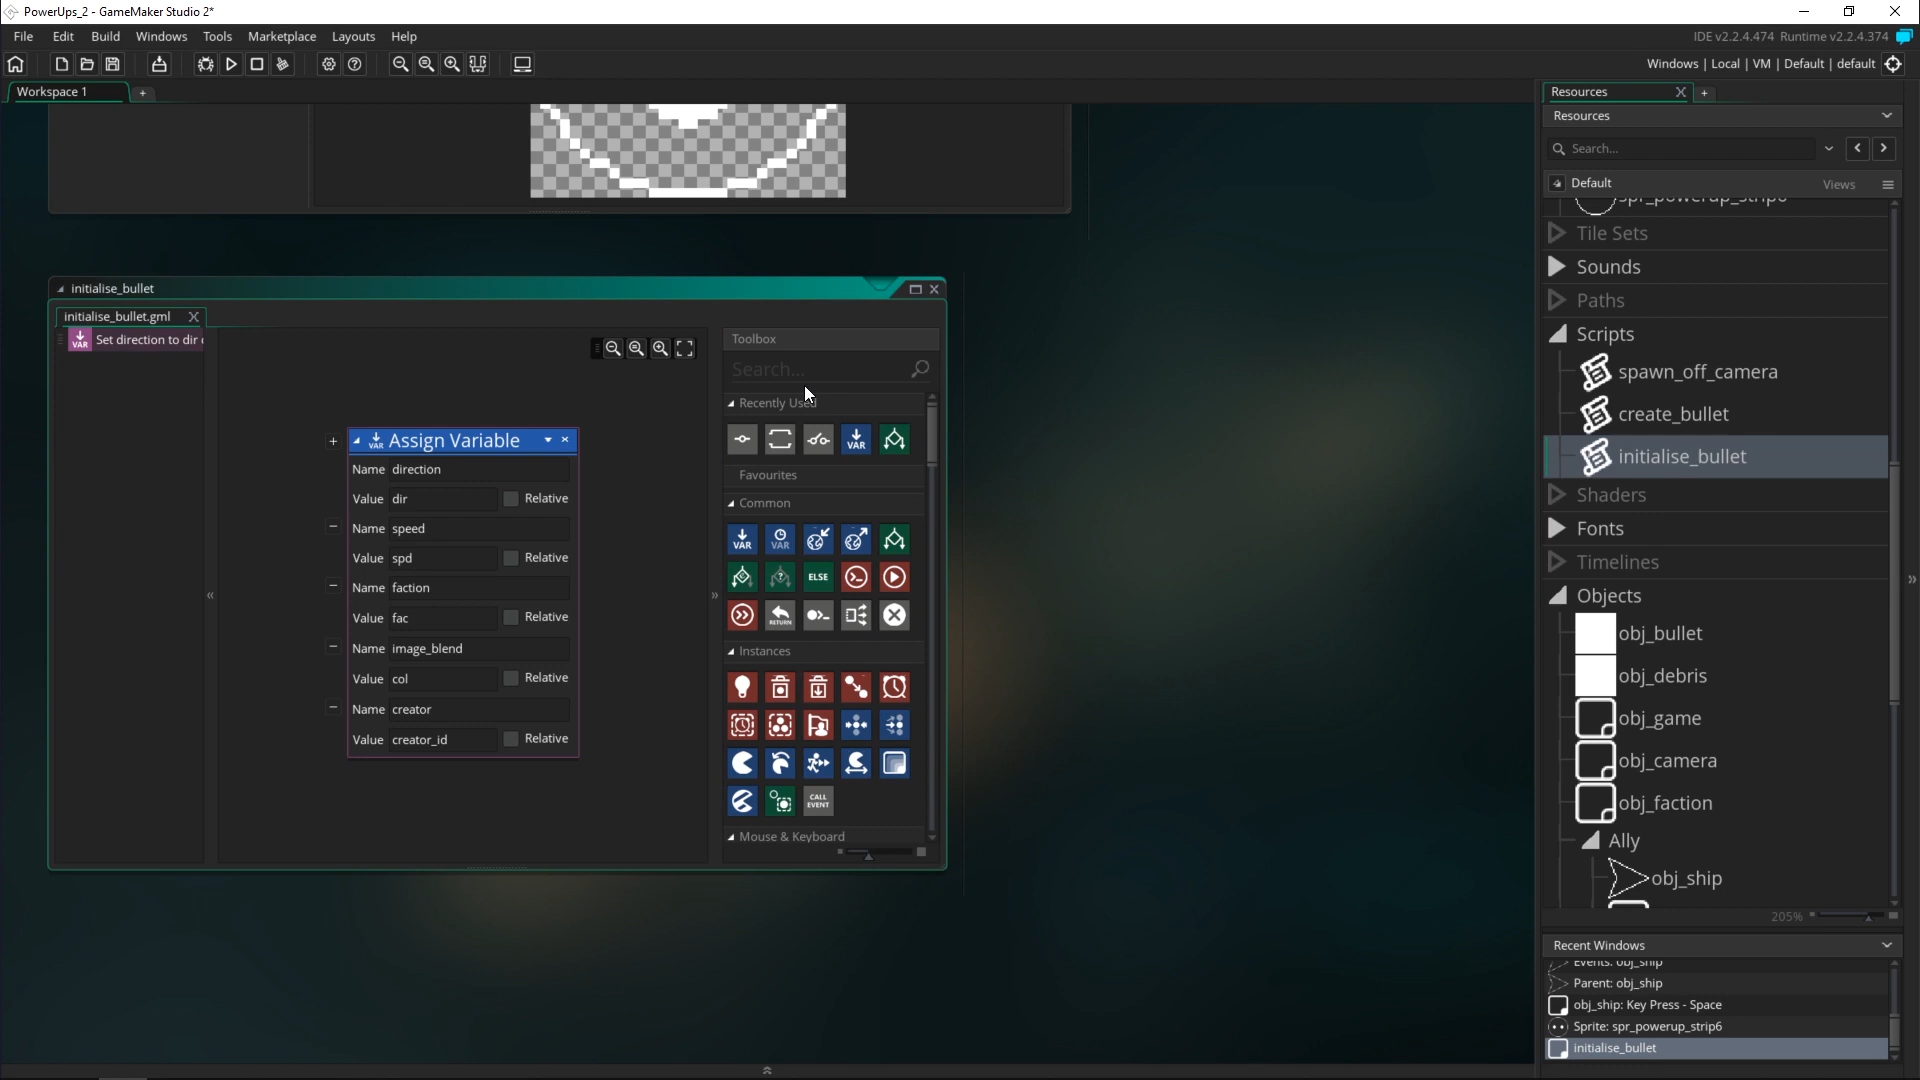 PowerUps_2 - GameMaker Studio 2*
File Edit Build Windows Tools Marketplace Layouts Help
IDE v2.2.4.474 Runtime v2.2.4.374
Windows | Local | VM | Default | default
Workspace 1
+
Resources
+
Resources
Search...
Default
Views
spr_powerup_strip6
Tile Sets
Sounds
Paths
Scripts
spawn_off_camera
create_bullet
initialise_bullet
Shaders
Fonts
Timelines
Objects
obj_bullet
obj_debris
obj_game
obj_camera
obj_faction
Ally
obj_ship
205%
Recent Windows
Events: obj_ship
Parent: obj_ship
obj_ship: Key Press - Space
Sprite: spr_powerup_strip6
initialise_bullet
initialise_bullet
initialise_bullet.gml
VAR Set direction to dir
VAR Assign Variable
Name direction
Value dir Relative
Name speed
Value spd Relative
Name faction
Value fac Relative
Name image_blend
Value col Relative
Name creator
Value creator_id Relative
Toolbox
Search...
Recently Used
VAR
Favourites
Common
VAR VAR
ELSE
RETURN
Instances
CALL EVENT
Mouse & Keyboard